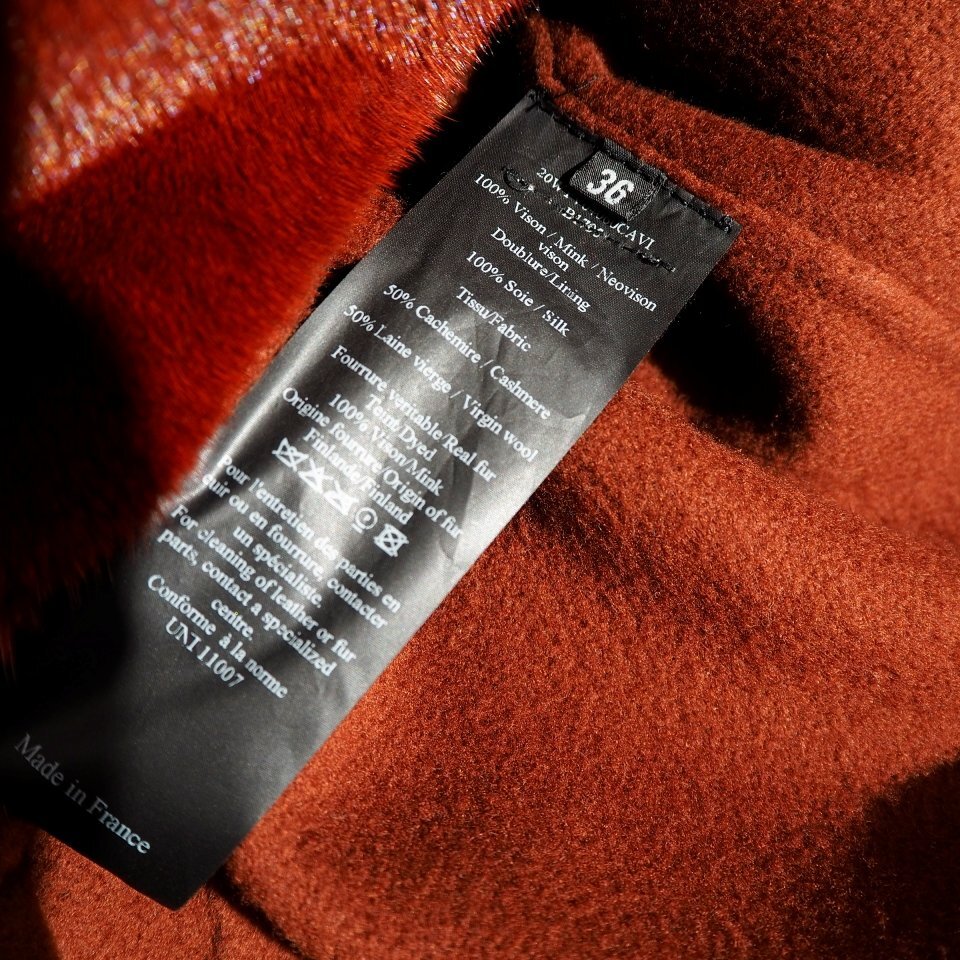 36
100% Vison / Mink / Neovison
vison
Doublure/Lining
100% Soie / Silk
Tissu/Fabric
50% Cachemire / Cashmere
50% Laine vierge / Virgin wool
Fourrure veritable/Real fur
Teint/Dyed
100% Vison/Mink
Origine fourrure/Origin of fur
Finlande/Finland
Pour l'entretien des parties en
cuir ou en fourrure, contacter
un spécialiste.
For cleaning of leather or fur
parts, contact a specialized
centre.
Conforme à la norme
UNI 11007
Made in France